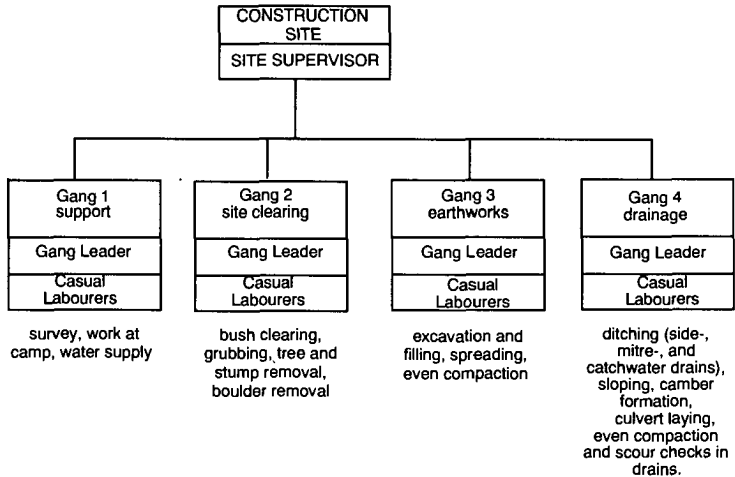 CONSTRUCTION
SITE
SITE SUPERVISOR
Gang 1
support
Gang Leader
Casual
Labourers
survey, work at
camp, water supply
Gang 2
site clearing
Gang Leader
Casual
Labourers
bush clearing,
grubbing, tree and
stump removal,
boulder removal
Gang 3
earthworks
Gang Leader
Casual
Labourers
excavation and
filling, spreading,
even compaction
Gang 4
drainage
Gang Leader
Casual
Labourers
ditching (side-,
mitre-, and
catchwater drains),
sloping, camber
formation,
culvert laying,
even compaction
and scour checks in
drains.